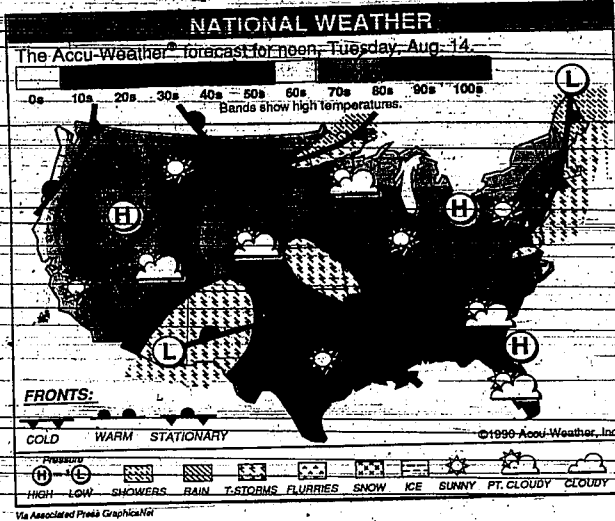 NATIONAL WEATHER
The Accu-Weather® forecast for noon, Tuesday, Aug. 14.
0s 10s 20s 30s 40s 50s 60s 70s 80s 90s 100s
Bands show high temperatures.
L
H
H
L
H
FRONTS:
COLD WARM STATIONARY
©1990 Accu-Weather, Inc
Pressure
H L
HIGH LOW SHOWERS RAIN T-STORMS FLURRIES SNOW ICE SUNNY PT. CLOUDY CLOUDY
Via Associated Press GraphicsNet